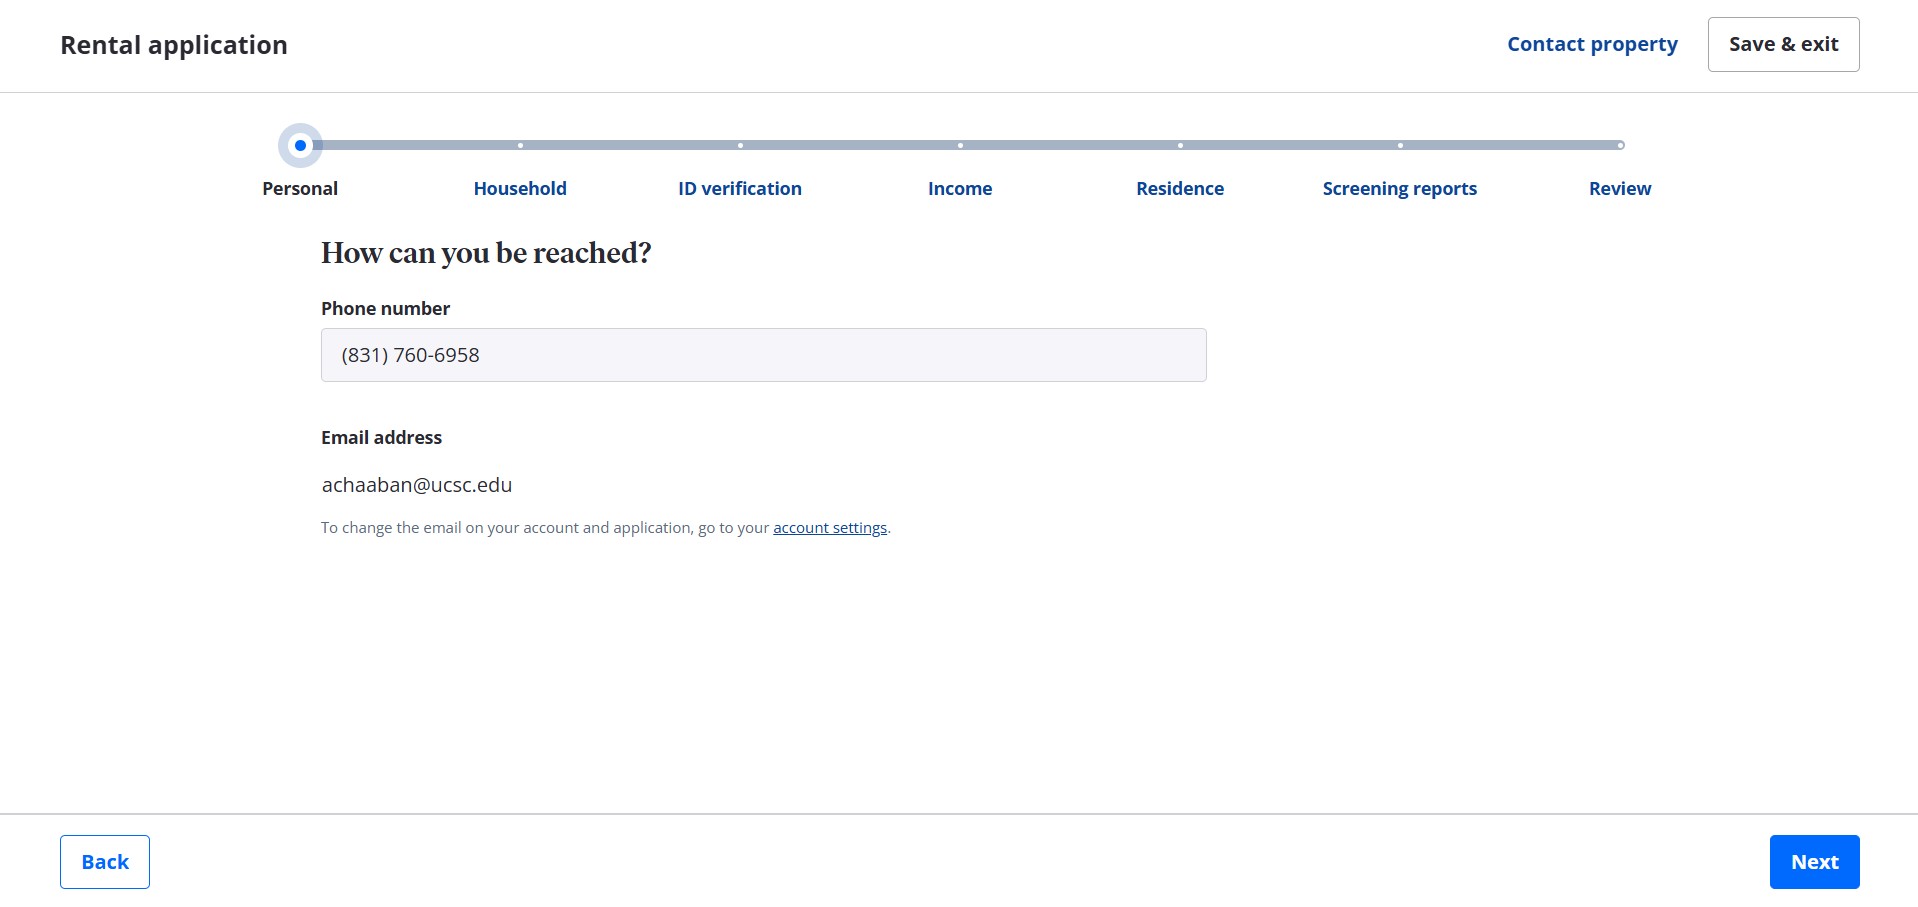 Rental application
Contact property
Save & exit
Personal
Household
ID verification
Income
Residence
Screening reports
Review
How can you be reached?
Phone number
(831) 760-6958
Email address
achaaban@ucsc.edu
To change the email on your account and application, go to your account settings.
Back
Next